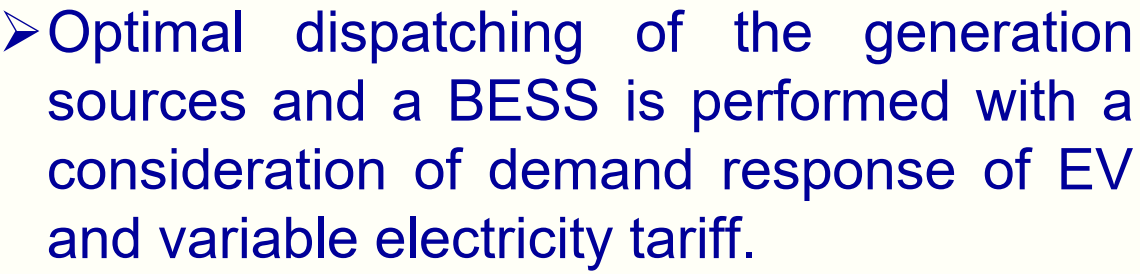 ➢Optimal dispatching of the generation
sources and a BESS is performed with a
consideration of demand response of EV
and variable electricity tariff.